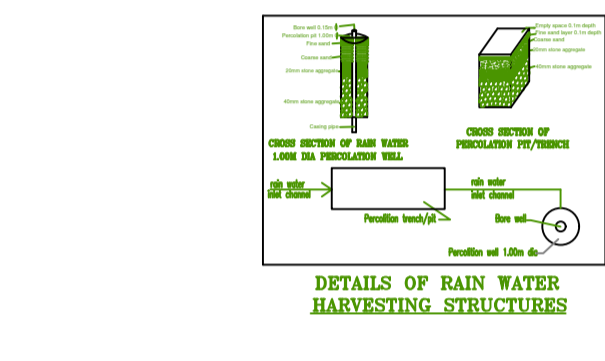 Bore well 0.15m
Percolation pit 1.00m
Fine sand
Coarse sand
20mm stone aggregate
40mm stone aggregate
Casing pipe
CROSS SECTION OF RAIN WATER
1.00M DIA PERCOLATION WELL
Empty space 0.1m depth
Fine sand layer 0.1m depth
Coarse sand
20mm stone aggregate
40mm stone aggregate
CROSS SECTION OF
PERCOLATION PIT/TRENCH
rain water
inlet channel
Percolition trench/pit
rain water
inlet channel
Bore well
Percolition well 1.00m dia
DETAILS OF RAIN WATER
HARVESTING STRUCTURES